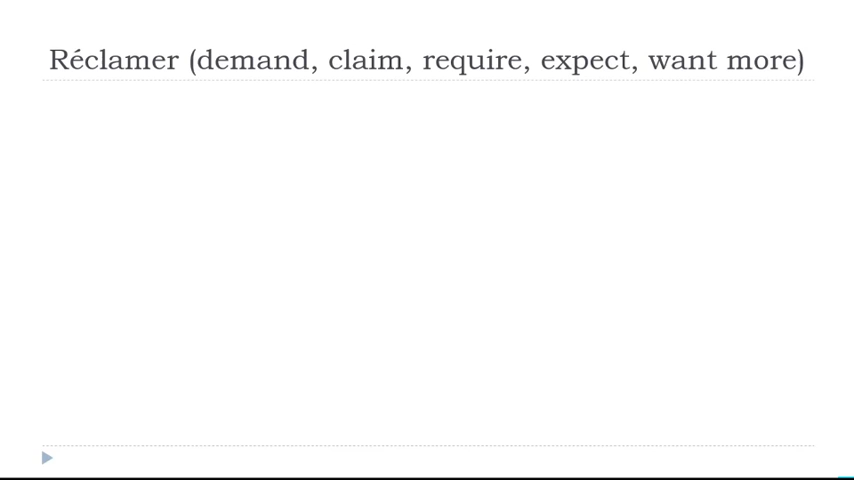 Réclamer (demand, claim, require, expect, want more)